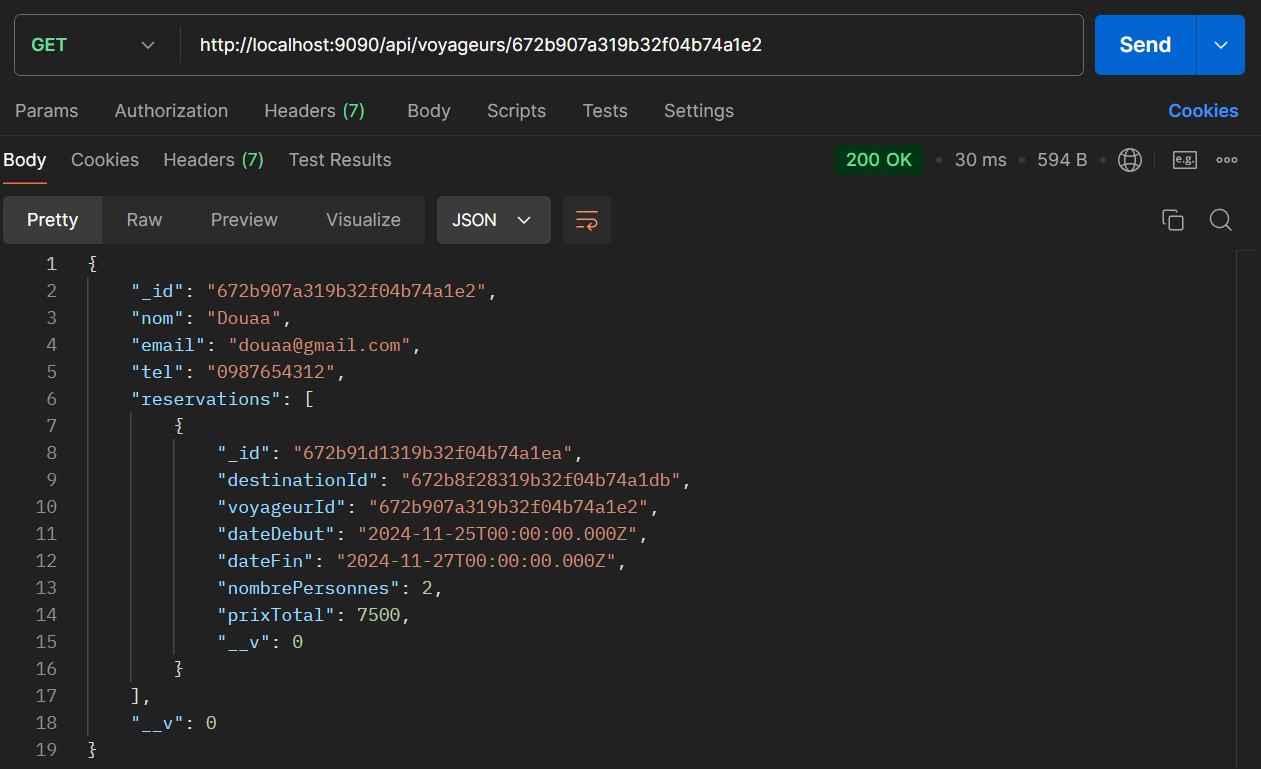 GET http://localhost:9090/api/voyageurs/672b907a319b32f04b74a1e2 Send
Params Authorization Headers (7) Body Scripts Tests Settings Cookies
Body Cookies Headers (7) Test Results 200 OK 30 ms 594 B e.g.
Pretty Raw Preview Visualize JSON
1 {
2 "_id": "672b907a319b32f04b74a1e2",
3 "nom": "Douaa",
4 "email": "douaa@gmail.com",
5 "tel": "0987654312",
6 "reservations": [
7 {
8 "_id": "672b91d1319b32f04b74a1ea",
9 "destinationId": "672b8f28319b32f04b74a1db",
10 "voyageurId": "672b907a319b32f04b74a1e2",
11 "dateDebut": "2024-11-25T00:00:00.000Z",
12 "dateFin": "2024-11-27T00:00:00.000Z",
13 "nombrePersonnes": 2,
14 "prixTotal": 7500,
15 "__v": 0
16 }
17 ],
18 "__v": 0
19 }